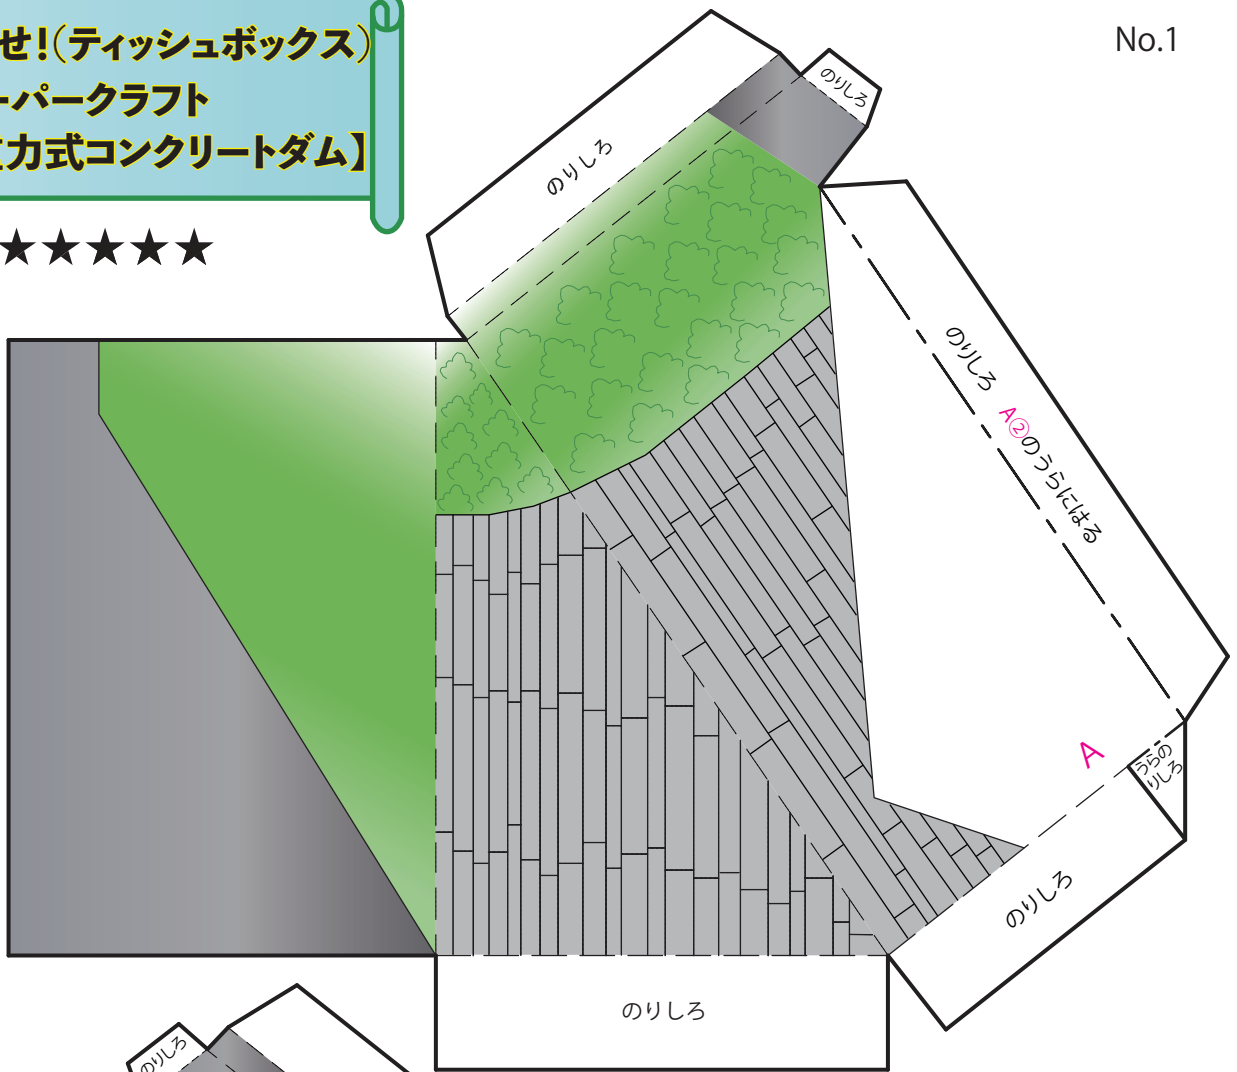 せ!(ティッシュボックス)
ーパークラフト
力式コンクリートダム】
★★★★★
No.1
のりしろ
のりしろ
のりしろ A②のうらにはる
A
うらの
りしろ
のりしろ
のりしろ
のりしろ